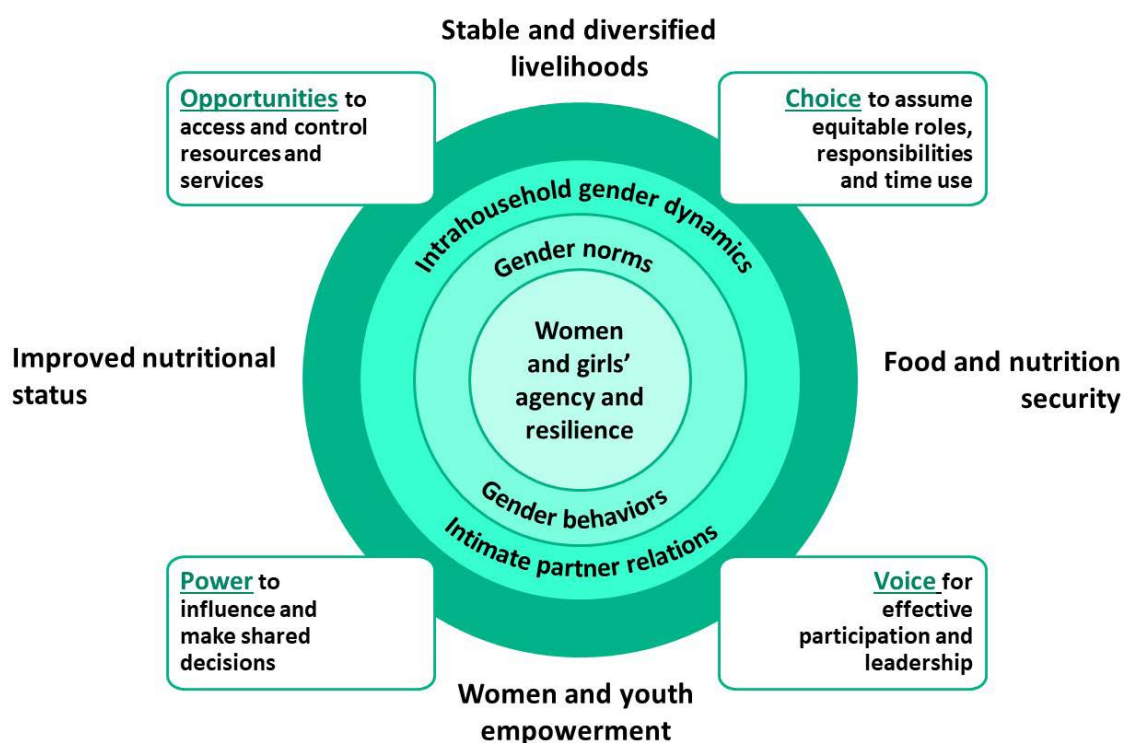 Stable and diversified
livelihoods
Opportunities to
access and control
resources and
services
Choice to assume
equitable roles,
responsibilities
and time use
Intrahousehold gender dynamics
Gender norms
Women
and girls’
agency and
resilience
Improved nutritional
status
Food and nutrition
security
Gender behaviors
Intimate partner relations
Power to
influence and
make shared
decisions
Voice for
effective
participation and
leadership
Women and youth
empowerment